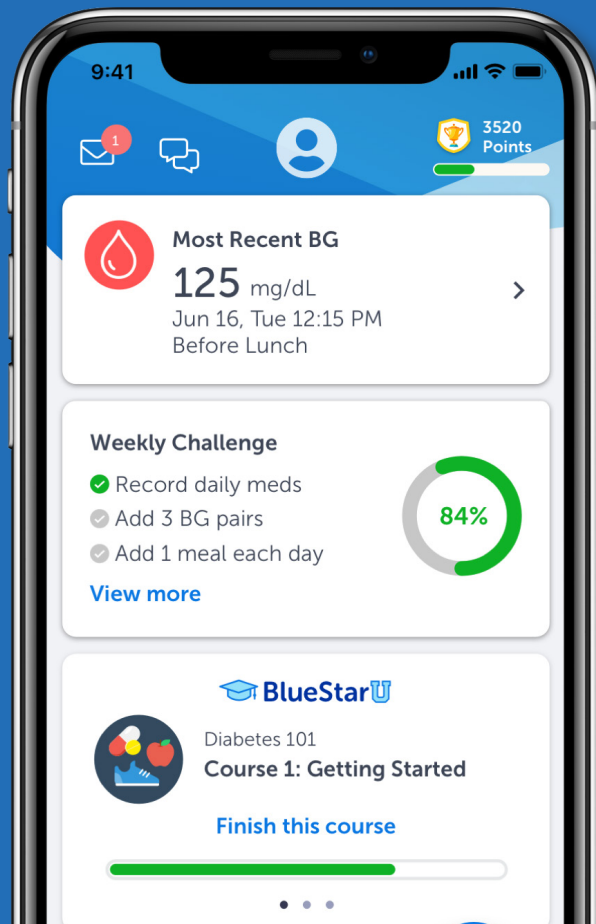 9:41
1
3520
Points
Most Recent BG
125 mg/dL
Jun 16, Tue 12:15 PM
Before Lunch
Weekly Challenge
Record daily meds
Add 3 BG pairs
Add 1 meal each day
84%
View more
BlueStarU
Diabetes 101
Course 1: Getting Started
Finish this course